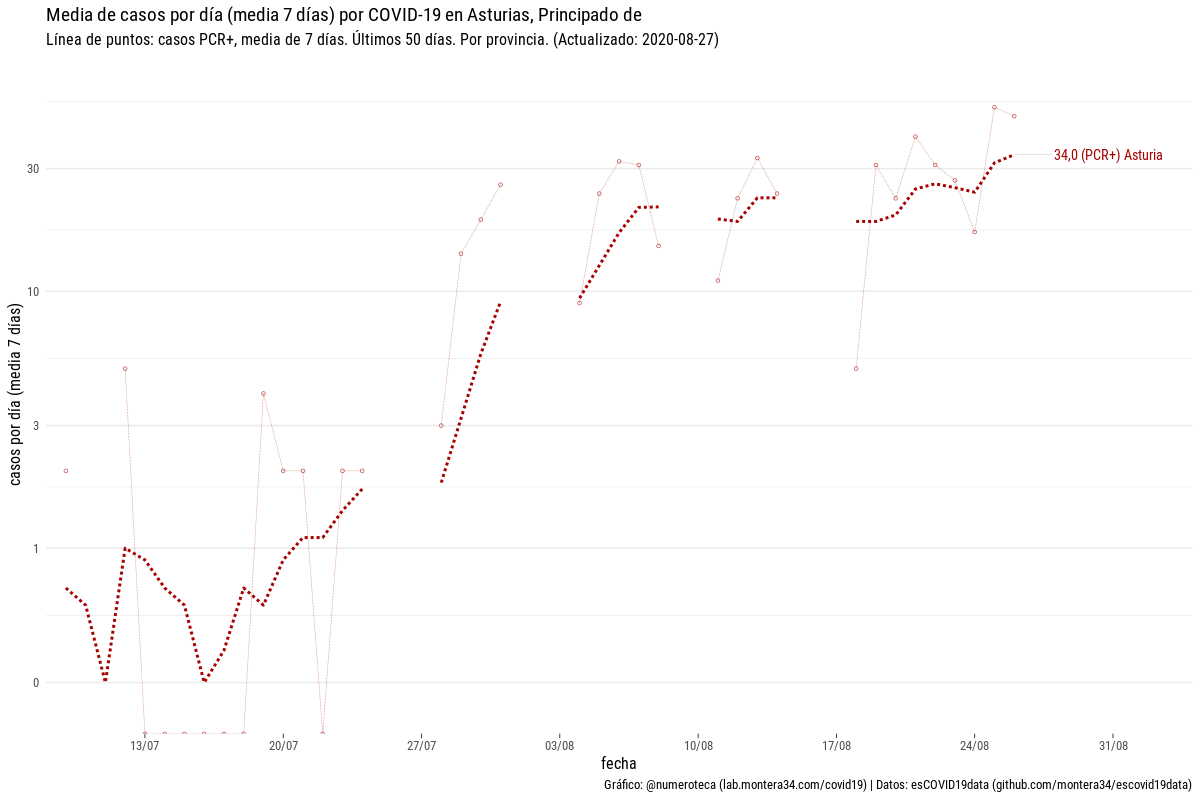 Media de casos por día (media 7 días) por COVID-19 en Asturias, Principado de
Línea de puntos: casos PCR+, media de 7 días. Últimos 50 días. Por provincia. (Actualizado: 2020-08-27)
casos por día (media 7 días)
30
10
3
1
0
34,0 (PCR+) Asturia
13/07
20/07
27/07
03/08
10/08
17/08
24/08
31/08
fecha
Gráfico: @numeroteca (lab.montera34.com/covid19) | Datos: esCOVID19data (github.com/montera34/escovid19data)